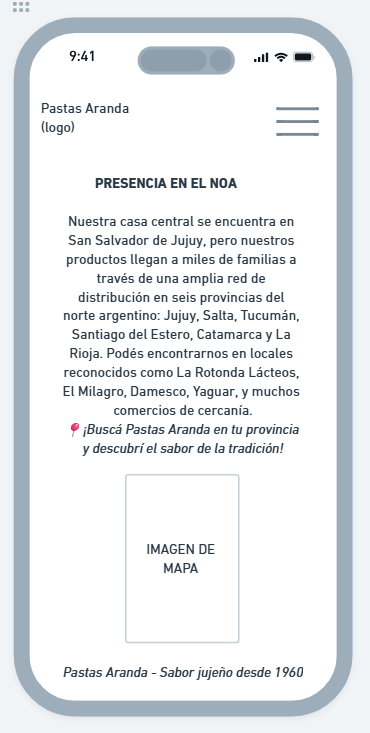 9:41
Pastas Aranda
(logo)
PRESENCIA EN EL NOA
Nuestra casa central se encuentra en
San Salvador de Jujuy, pero nuestros
productos llegan a miles de familias a
través de una amplia red de
distribución en seis provincias del
norte argentino: Jujuy, Salta, Tucumán,
Santiago del Estero, Catamarca y La
Rioja. Podés encontrarnos en locales
reconocidos como La Rotonda Lácteos,
El Milagro, Damesco, Yaguar, y muchos
comercios de cercanía.
📍 ¡Buscá Pastas Aranda en tu provincia
y descubrí el sabor de la tradición!
IMAGEN DE
MAPA
Pastas Aranda - Sabor jujeño desde 1960